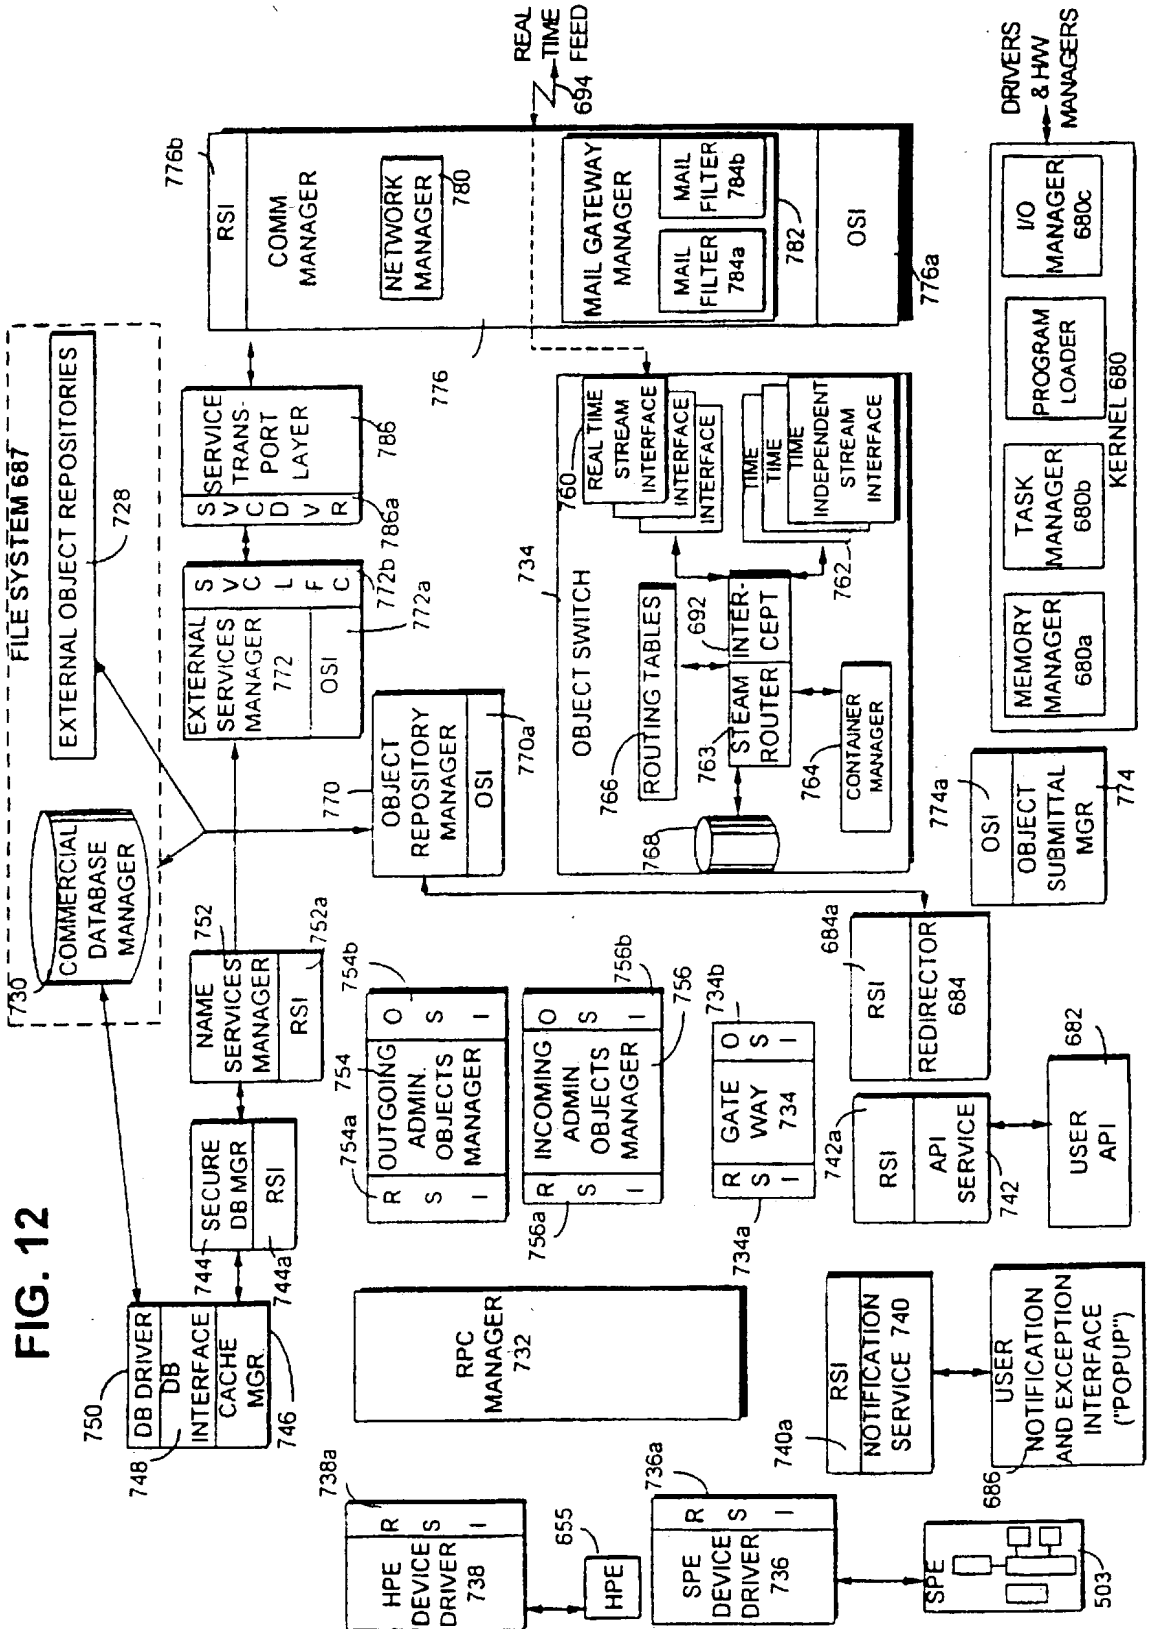 FIG. 12
FILE SYSTEM 687
EXTERNAL OBJECT REPOSITORIES
728
COMMERCIAL
DATABASE
MANAGER
730
750
DB DRIVER
DB
INTERFACE
CACHE
MGR.
748
746
744
SECURE
DB MGR
RSI
744a
NAME
SERVICES
MANAGER
RSI
752
752a
EXTERNAL
SERVICES
MANAGER
772
OSI
S
V
C
L
F
C
772b
772a
S
V
C
D
V
R
SERVICE
TRANS-
PORT
LAYER
786
786a
776b
RSI
COMM
MANAGER
NETWORK
MANAGER
780
MAIL GATEWAY
MANAGER
MAIL
FILTER
784a
MAIL
FILTER
784b
782
OSI
776a
776
REAL
TIME
FEED
694
738a
HPE
DEVICE
DRIVER
738
R
S
I
655
HPE
736a
SPE
DEVICE
DRIVER
736
R
S
I
SPE
503
RPC
MANAGER
732
754a
754
754b
R
S
I
OUTGOING
ADMIN.
OBJECTS
MANAGER
O
S
I
R
S
I
INCOMING
ADMIN
OBJECTS
MANAGER
O
S
I
756a
756b
756
R
S
I
GATE
WAY
734
O
S
I
734a
734b
770
OBJECT
REPOSITORY
MANAGER
OSI
770a
734
OBJECT SWITCH
766
ROUTING TABLES
768
763
STEAM
ROUTER
INTER-
CEPT
692
764
CONTAINER
MANAGER
760
REAL TIME
STREAM
INTERFACE
INTERFACE
INTERFACE
TIME
TIME
TIME
INDEPENDENT
STREAM
INTERFACE
762
740a
RSI
NOTIFICATION
SERVICE 740
USER
NOTIFICATION
AND EXCEPTION
INTERFACE
("POPUP")
686
742a
RSI
API
SERVICE
742
USER
API
682
684a
RSI
REDIRECTOR
684
774a
OSI
OBJECT
SUBMITTAL
MGR
774
MEMORY
MANAGER
680a
TASK
MANAGER
680b
PROGRAM
LOADER
I/O
MANAGER
680c
KERNEL 680
DRIVERS
& H/W
MANAGERS